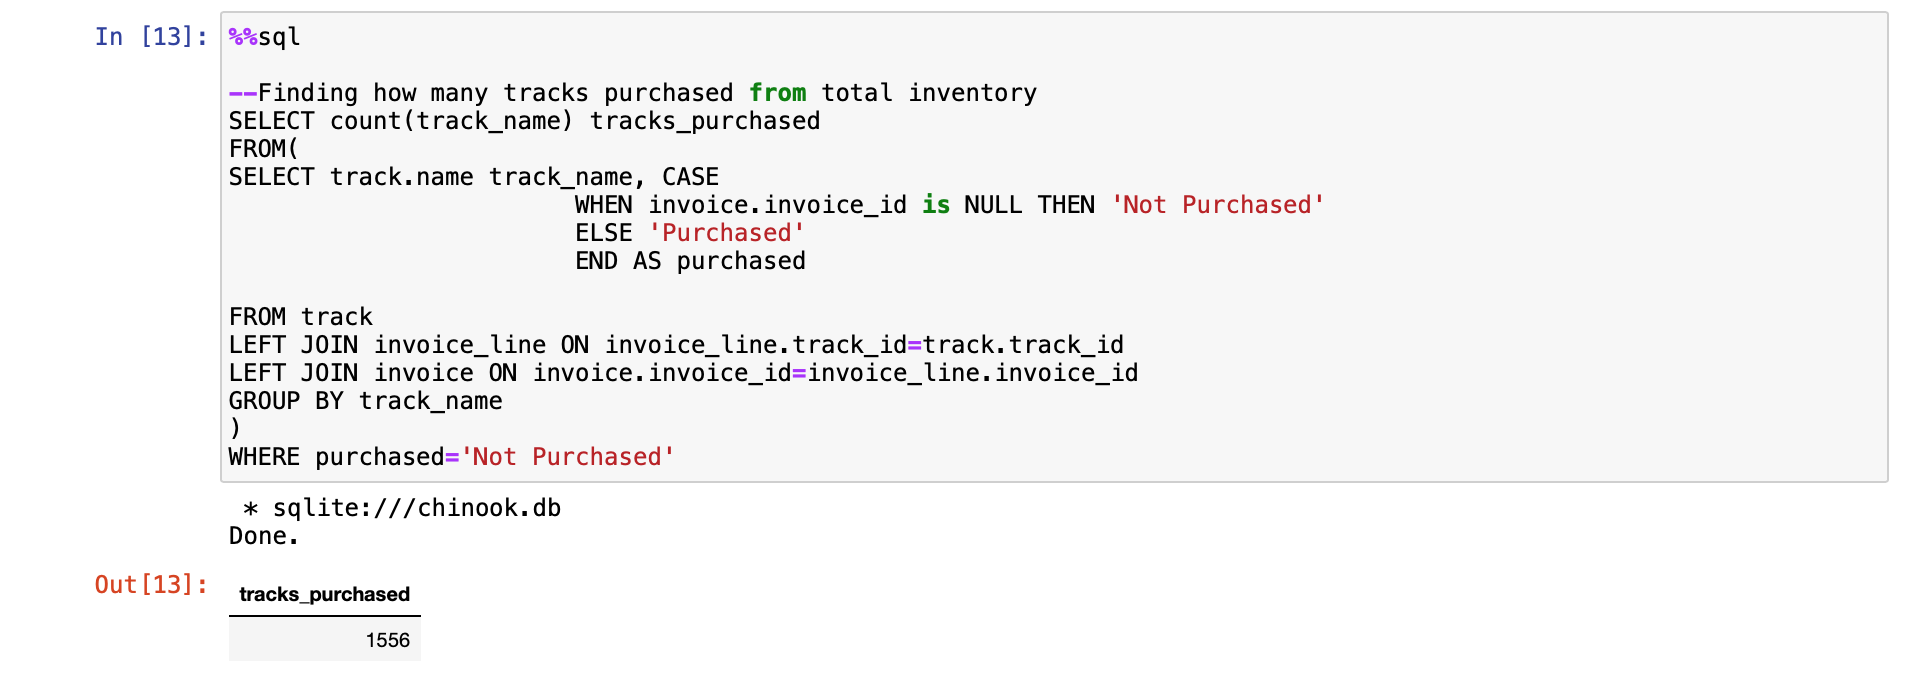 In [13]: %%sql
--Finding how many tracks purchased from total inventory
SELECT count(track_name) tracks_purchased
FROM(
SELECT track.name track_name, CASE
WHEN invoice.invoice_id is NULL THEN 'Not Purchased'
ELSE 'Purchased'
END AS purchased
FROM track
LEFT JOIN invoice_line ON invoice_line.track_id=track.track_id
LEFT JOIN invoice ON invoice.invoice_id=invoice_line.invoice_id
GROUP BY track_name
)
WHERE purchased='Not Purchased'
* sqlite:///chinook.db
Done.
Out[13]: tracks_purchased
1556